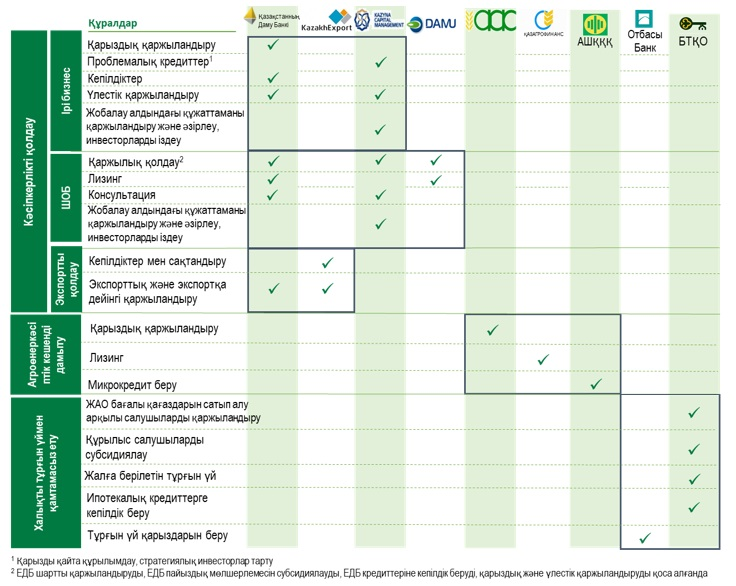 Құралдар
Қазақстанның
Даму Банкі
KazakhExport
KAZYNA
CAPITAL
MANAGEMENT
DAMU
ҚАЗАГРОФИНАНС
АШҚҚҚ
Отбасы
Банк
БТҚО
Кәсіпкерлікті қолдау
Ірі бизнес
Қарыздық қаржыландыру
Проблемалық кредиттер¹
Кепілдіктер
Үлестік қаржыландыру
Жобалау алдындағы құжаттаманы
қаржыландыру және әзірлеу,
инвесторларды іздеу
ШОБ
Қаржылық қолдау²
Лизинг
Консультация
Жобалау алдындағы құжаттаманы
қаржыландыру және әзірлеу,
инвесторларды іздеу
Экспортты
қолдау
Кепілдіктер мен сақтандыру
Экспорттық және экспортқа
дейінгі қаржыландыру
Агроөнеркәсі
птік кешенді
дамыту
Қарыздық қаржыландыру
Лизинг
Микрокредит беру
Халықты тұрғын үймен
қамтамасыз ету
ЖАО бағалы қағаздарын сатып алу
арқылы салушыларды қаржыландыру
Құрылыс салушыларды
субсидиялау
Жалға берілетін тұрғын үй
Ипотекалық кредиттерге
кепілдік беру
Тұрғын үй қарыздарын беру
¹ Қарызды қайта құрылымдау, стратегиялық инвесторлар тарту
² ЕДБ шартты қаржыландыруды, ЕДБ пайыздық мөлшерлемесін субсидиялауды, ЕДБ кредиттеріне кепілдік беруді, қарыздық және үлестік қаржыландыруды қоса алғанда